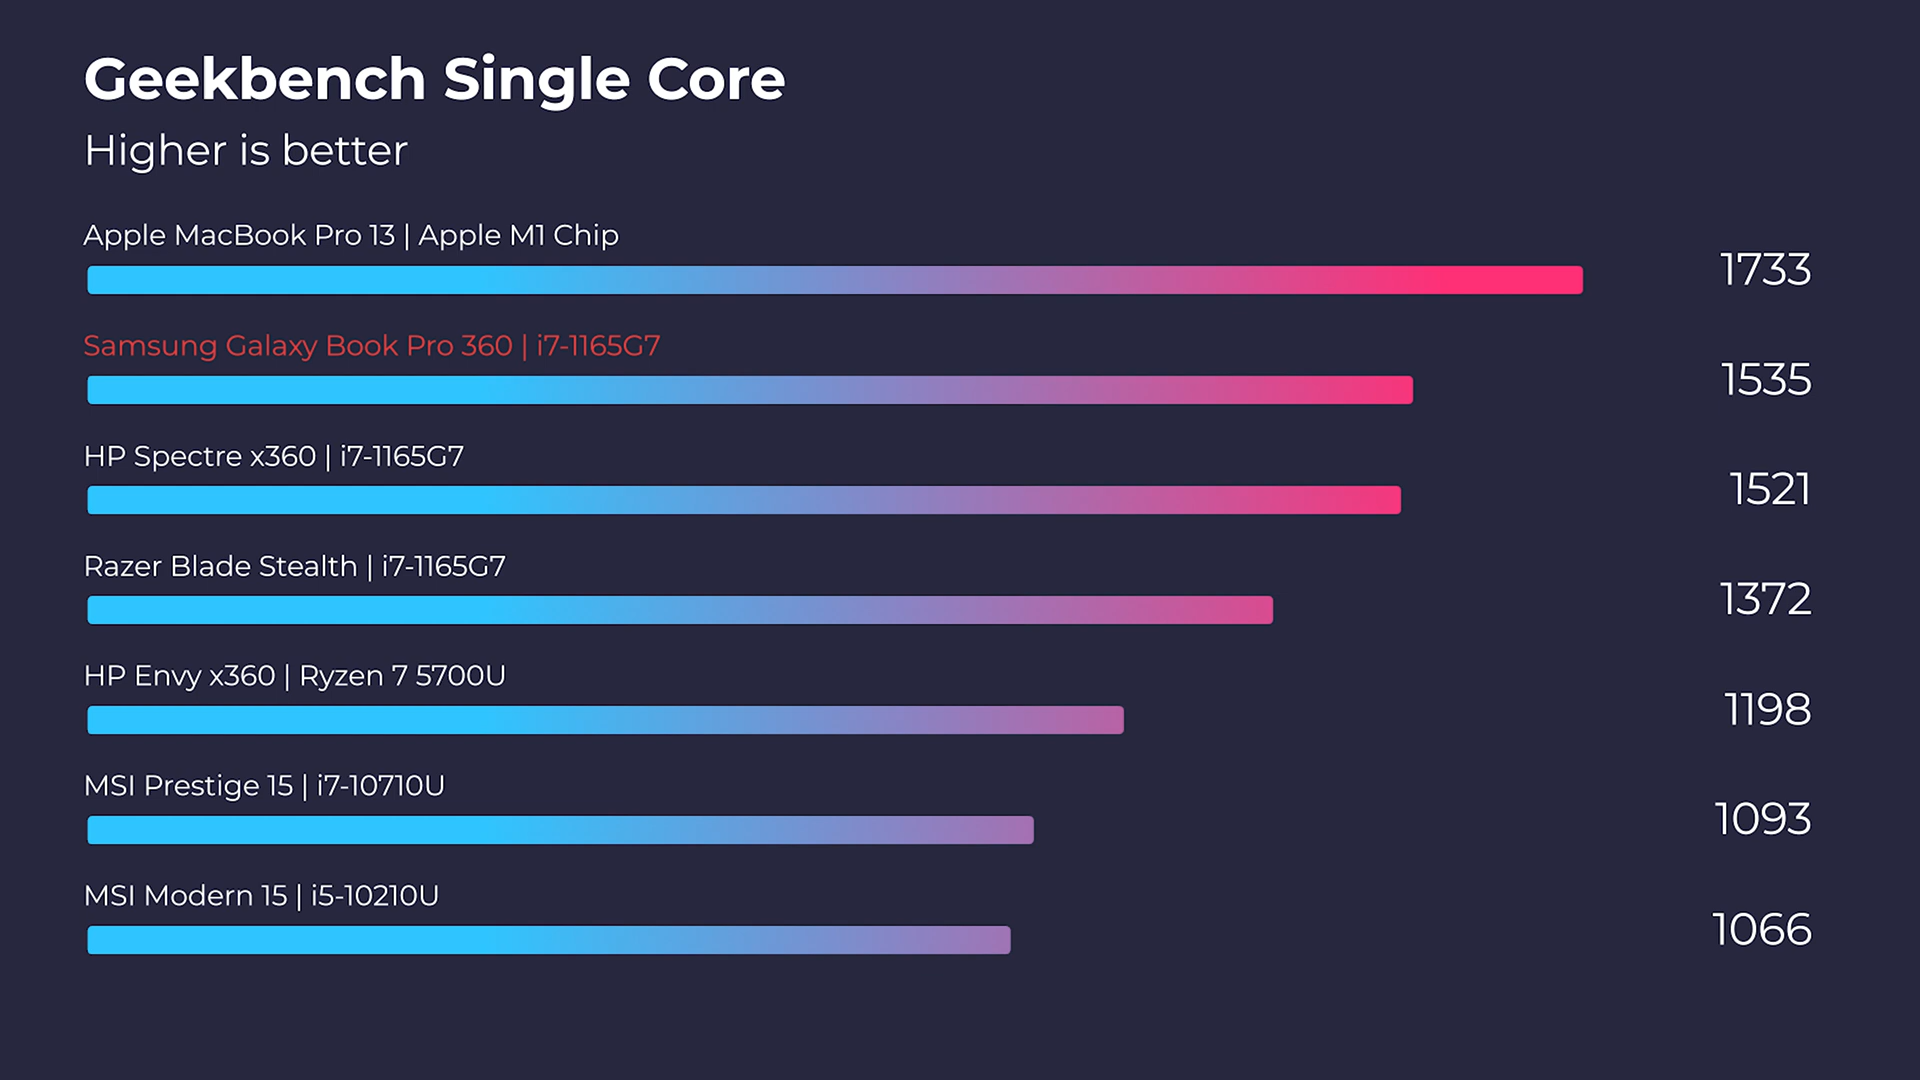 Geekbench Single Core
Higher is better
Apple MacBook Pro 13 | Apple M1 Chip
1733
Samsung Galaxy Book Pro 360 | i7-1165G7
1535
HP Spectre x360 | i7-1165G7
1521
Razer Blade Stealth | i7-1165G7
1372
HP Envy x360 | Ryzen 7 5700U
1198
MSI Prestige 15 | i7-10710U
1093
MSI Modern 15 | i5-10210U
1066